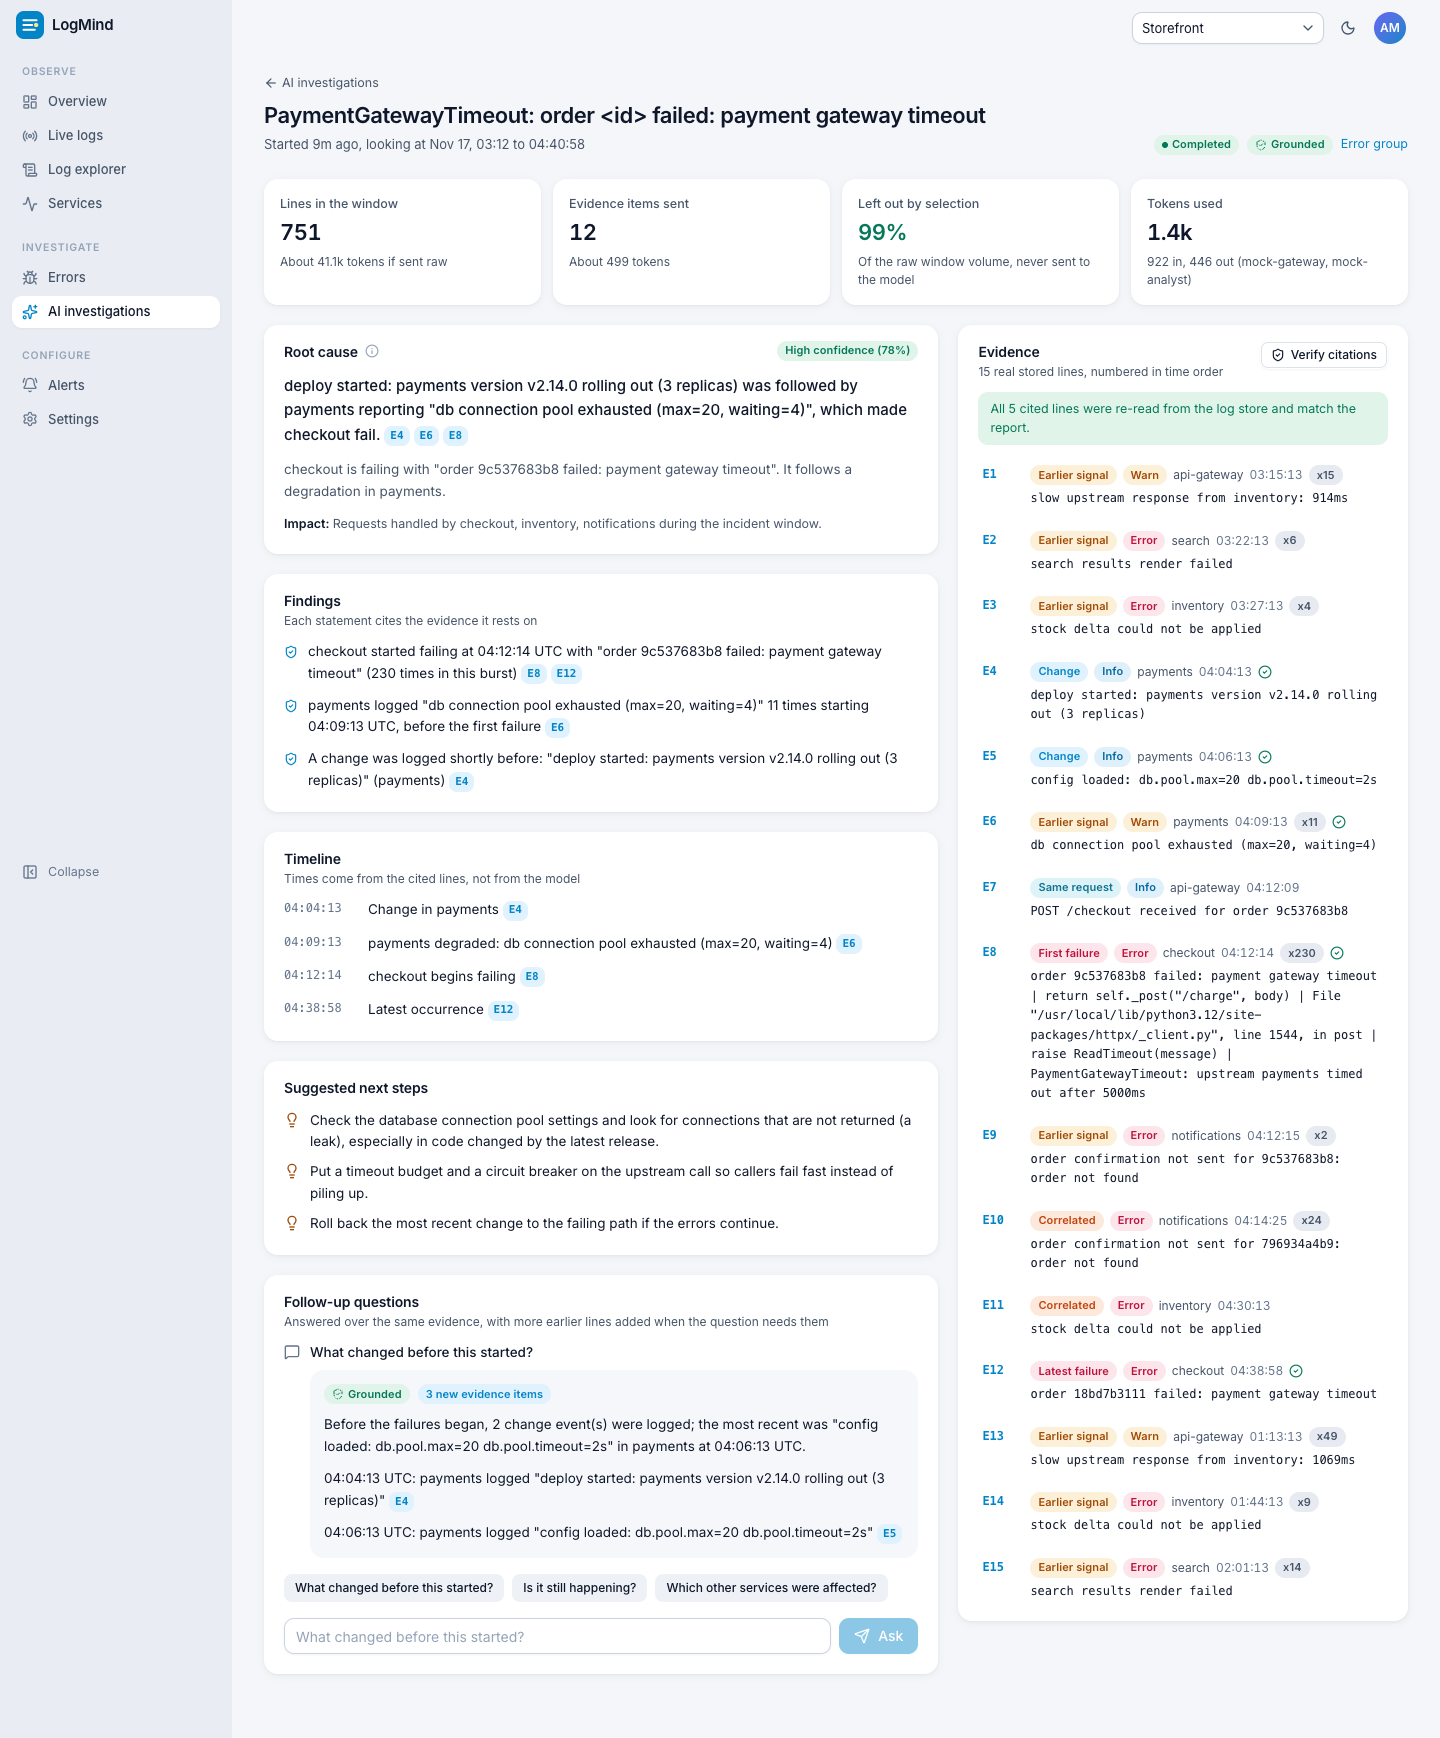 LogMind
OBSERVE
Overview
Live logs
Log explorer
Services
INVESTIGATE
Errors
AI investigations
CONFIGURE
Alerts
Settings
Collapse
Storefront
AM
AI investigations
PaymentGatewayTimeout: order <id> failed: payment gateway timeout
Started 9m ago, looking at Nov 17, 03:12 to 04:40:58
Completed
Grounded
Error group
Lines in the window
751
About 41.1k tokens if sent raw
Evidence items sent
12
About 499 tokens
Left out by selection
99%
Of the raw window volume, never sent to
the model
Tokens used
1.4k
922 in, 446 out (mock-gateway, mock-
analyst)
Root cause
High confidence (78%)
deploy started: payments version v2.14.0 rolling out (3 replicas) was followed by
payments reporting "db connection pool exhausted (max=20, waiting=4)", which made
checkout fail. E4 E6 E8
checkout is failing with "order 9c537683b8 failed: payment gateway timeout". It follows a
degradation in payments.
Impact: Requests handled by checkout, inventory, notifications during the incident window.
Findings
Each statement cites the evidence it rests on
checkout started failing at 04:12:14 UTC with "order 9c537683b8 failed: payment gateway
timeout" (230 times in this burst) E8 E12
payments logged "db connection pool exhausted (max=20, waiting=4)" 11 times starting
04:09:13 UTC, before the first failure E6
A change was logged shortly before: "deploy started: payments version v2.14.0 rolling out (3
replicas)" (payments) E4
Timeline
Times come from the cited lines, not from the model
04:04:13 Change in payments E4
04:09:13 payments degraded: db connection pool exhausted (max=20, waiting=4) E6
04:12:14 checkout begins failing E8
04:38:58 Latest occurrence E12
Suggested next steps
Check the database connection pool settings and look for connections that are not returned (a
leak), especially in code changed by the latest release.
Put a timeout budget and a circuit breaker on the upstream call so callers fail fast instead of
piling up.
Roll back the most recent change to the failing path if the errors continue.
Follow-up questions
Answered over the same evidence, with more earlier lines added when the question needs them
What changed before this started?
Grounded 3 new evidence items
Before the failures began, 2 change event(s) were logged; the most recent was "config
loaded: db.pool.max=20 db.pool.timeout=2s" in payments at 04:06:13 UTC.
04:04:13 UTC: payments logged "deploy started: payments version v2.14.0 rolling out (3
replicas)" E4
04:06:13 UTC: payments logged "config loaded: db.pool.max=20 db.pool.timeout=2s" E5
What changed before this started? Is it still happening? Which other services were affected?
What changed before this started?
Ask
Evidence
15 real stored lines, numbered in time order
Verify citations
All 5 cited lines were re-read from the log store and match the
report.
E1 Earlier signal Warn api-gateway 03:15:13 x15
slow upstream response from inventory: 914ms
E2 Earlier signal Error search 03:22:13 x6
search results render failed
E3 Earlier signal Error inventory 03:27:13 x4
stock delta could not be applied
E4 Change Info payments 04:04:13
deploy started: payments version v2.14.0 rolling
out (3 replicas)
E5 Change Info payments 04:06:13
config loaded: db.pool.max=20 db.pool.timeout=2s
E6 Earlier signal Warn payments 04:09:13 x11
db connection pool exhausted (max=20, waiting=4)
E7 Same request Info api-gateway 04:12:09
POST /checkout received for order 9c537683b8
E8 First failure Error checkout 04:12:14 x230
order 9c537683b8 failed: payment gateway timeout
| return self._post("/charge", body) | File
"/usr/local/lib/python3.12/site-
packages/httpx/_client.py", line 1544, in post |
raise ReadTimeout(message) |
PaymentGatewayTimeout: upstream payments timed
out after 5000ms
E9 Earlier signal Error notifications 04:12:15 x2
order confirmation not sent for 9c537683b8:
order not found
E10 Correlated Error notifications 04:14:25 x24
order confirmation not sent for 796934a4b9:
order not found
E11 Correlated Error inventory 04:30:13
stock delta could not be applied
E12 Latest failure Error checkout 04:38:58
order 18bd7b3111 failed: payment gateway timeout
E13 Earlier signal Warn api-gateway 01:13:13 x49
slow upstream response from inventory: 1069ms
E14 Earlier signal Error inventory 01:44:13 x9
stock delta could not be applied
E15 Earlier signal Error search 02:01:13 x14
search results render failed